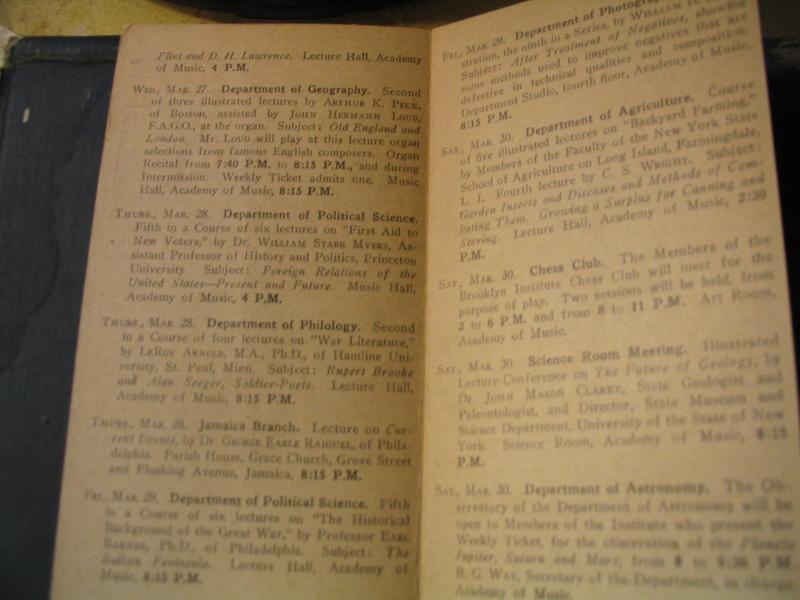 Flint and D. H. Lawrence. Lecture Hall, Academy
of Music, 4 P.M.
WED., MAR. 27. Department of Geography. Second
of three illustrated lectures by ARTHUR K. PECK,
of Boston, assisted by JOHN HERMANN LOUD,
F.A.G.O., at the organ. Subject: Old England and
London. Mr. LOUD will play at this lecture organ
selections from famous English composers. Organ
Recital from 7:40 P.M. to 8:15 P.M., and during
Intermission. Weekly Ticket admits one. Music
Hall, Academy of Music, 8:15 P.M.
THURS., MAR. 28. Department of Political Science.
Fifth in a Course of six lectures on "First Aid to
New Voters," by Dr. WILLIAM STARR MYERS, As-
sistant Professor of History and Politics, Princeton
University. Subject: Foreign Relations of the
United States—Present and Future. Music Hall,
Academy of Music, 4 P.M.
THURS., MAR. 28. Department of Philology. Second
in a Course of four lectures on "War Literature,"
by LEROY ARNOLD, M.A., Ph.D., of Hamline Uni-
versity, St. Paul, Minn. Subject: Rupert Brooke
and Alan Seeger, Soldier-Poets. Lecture Hall,
Academy of Music, 8:15 P.M.
THURS., MAR. 28. Jamaica Branch. Lecture on Cur-
rent Events, by Dr. GEORGE EARLE RAIGUEL, of Phila-
delphia. Parish House, Grace Church, Grove Street
and Flushing Avenue, Jamaica. 8:15 P.M.
FRI., MAR. 29. Department of Political Science. Fifth
in a Course of six lectures on "The Historical
Background of the Great War," by Professor EARL
BARNES, Ph.D., of Philadelphia. Subject: The
Balkan Peninsula. Lecture Hall, Academy of
Music, 8:15 P.M.
FRI., MAR. 29. Department of Photography
stration, the ninth in a Series, by WILLIAM H.
Subject: After Treatment of Negatives, showing
some methods used to improve negatives that are
defective in technical qualities and composition.
Department Studio, fourth floor, Academy of Music,
8:15 P.M.
SAT., MAR. 30. Department of Agriculture. Course
of five illustrated lectures on "Backyard Farming,"
by Members of the Faculty of the New York State
School of Agriculture on Long Island, Farmingdale,
L. I. Fourth lecture by C. S. WRIGHT. Subject:
Garden Insects and Diseases and Methods of Com-
bating Them. Growing a Surplus for Canning and
Storing. Lecture Hall, Academy of Music, 2:30
P.M.
SAT., MAR. 30. Chess Club. The Members of the
Brooklyn Institute Chess Club will meet for the
purpose of play. Two sessions will be held, from
2 to 6 P.M. and from 8 to 11 P.M. Art Room,
Academy of Music.
SAT., MAR. 30. Science Room Meeting. Illustrated
Lecture-Conference on The Future of Geology, by
Dr. JOHN MASON CLARKE, State Geologist and
Paleontologist, and Director, State Museum and
Science Department, University of the State of New
York. Science Room, Academy of Music, 8:15
P.M.
SAT., MAR. 30. Department of Astronomy. The Ob-
servatory of the Department of Astronomy will be
open to Members of the Institute who present the
Weekly Ticket, for the observation of the Planets
Jupiter, Saturn and Mars, from 8 to 9:30 P.M.
B. G. WAY, Secretary of the Department, in charge.
Academy of Music.